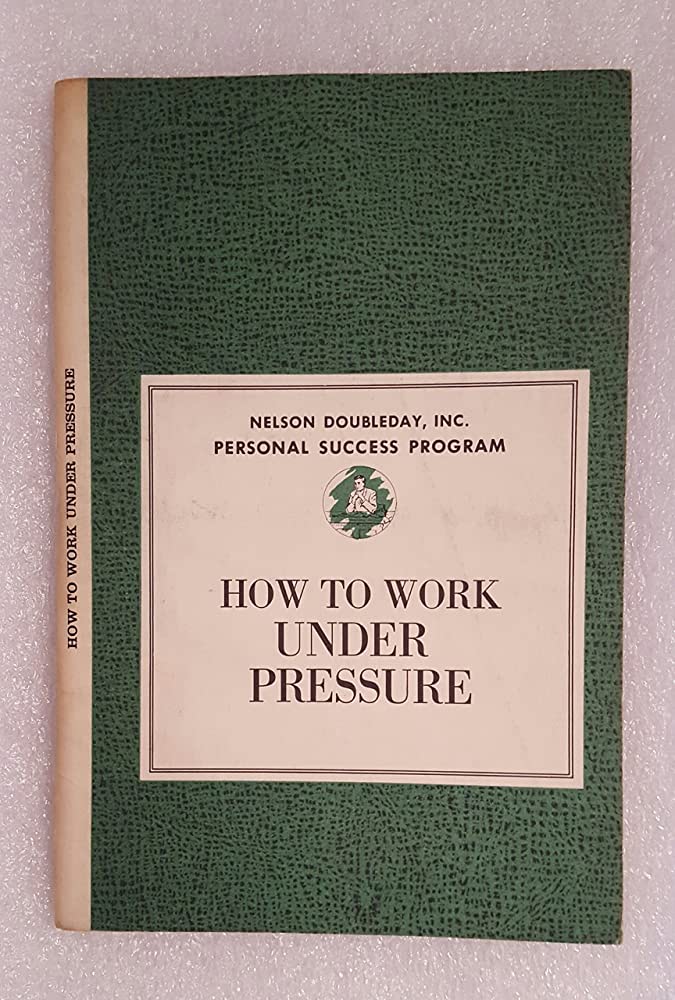 HOW TO WORK UNDER PRESSURE
NELSON DOUBLEDAY, INC.
PERSONAL SUCCESS PROGRAM
HOW TO WORK
UNDER
PRESSURE